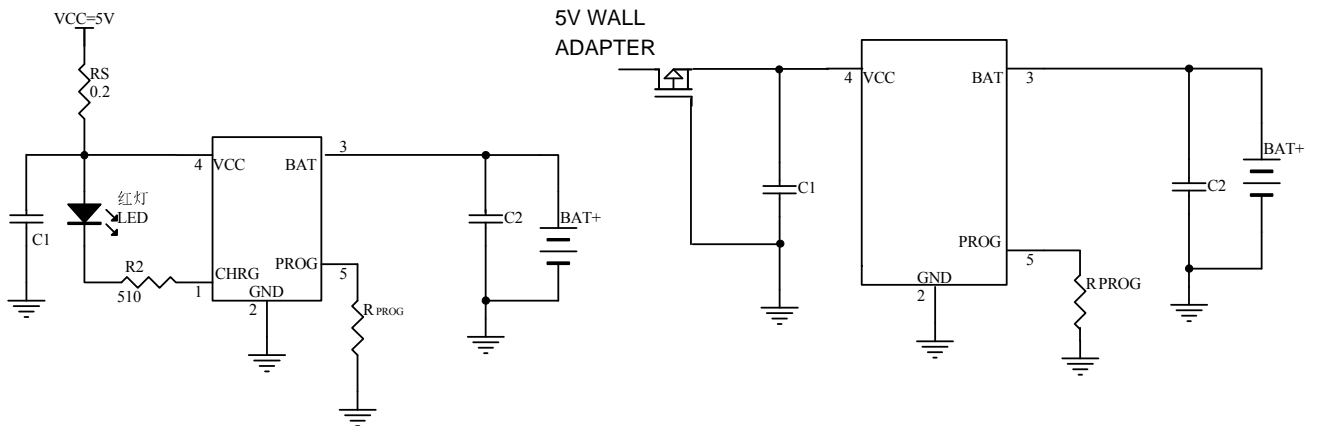 VCC=5V
RS
0.2
4
VCC
BAT
3
红灯
LED
C1
C2
BAT+
R2
510
CHRG
1
PROG
5
GND
2
R PROG
5V WALL
ADAPTER
4
VCC
BAT
3
C1
C2
BAT+
PROG
5
GND
2
R PROG